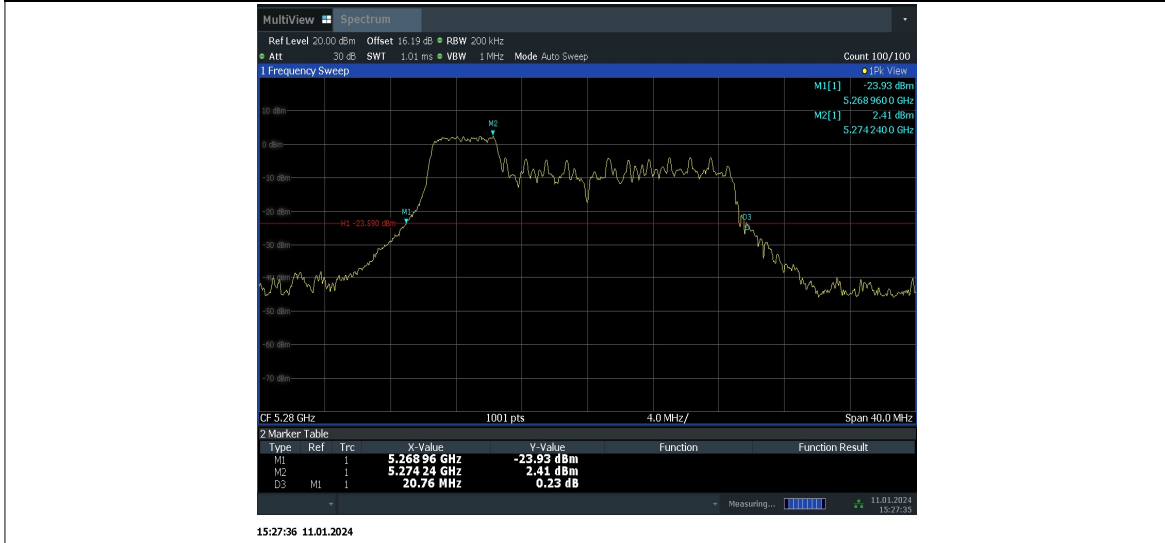 MultiView Spectrum
Ref Level 20.00 dBm Offset 16.19 dB RBW 200 kHz
Att 30 dB SWT 1.01 ms VBW 1 MHz Mode Auto Sweep Count 100/100
1 Frequency Sweep 1Pk View
M1[1] -23.93 dBm
5.268 960 0 GHz
M2[1] 2.41 dBm
5.274 240 0 GHz
10 dBm
M2
0 dBm
-10 dBm
-20 dBm
M1
D3
H1 -23.590 dBm
-30 dBm
-50 dBm
-60 dBm
-70 dBm
CF 5.28 GHz 1001 pts 4.0 MHz/ Span 40.0 MHz
2 Marker Table
Type Ref Trc X-Value Y-Value Function Function Result
M1 1 5.268 96 GHz -23.93 dBm
M2 1 5.274 24 GHz 2.41 dBm
D3 M1 1 20.76 MHz 0.23 dB
Measuring... 11.01.2024
15:27:35
15:27:36 11.01.2024